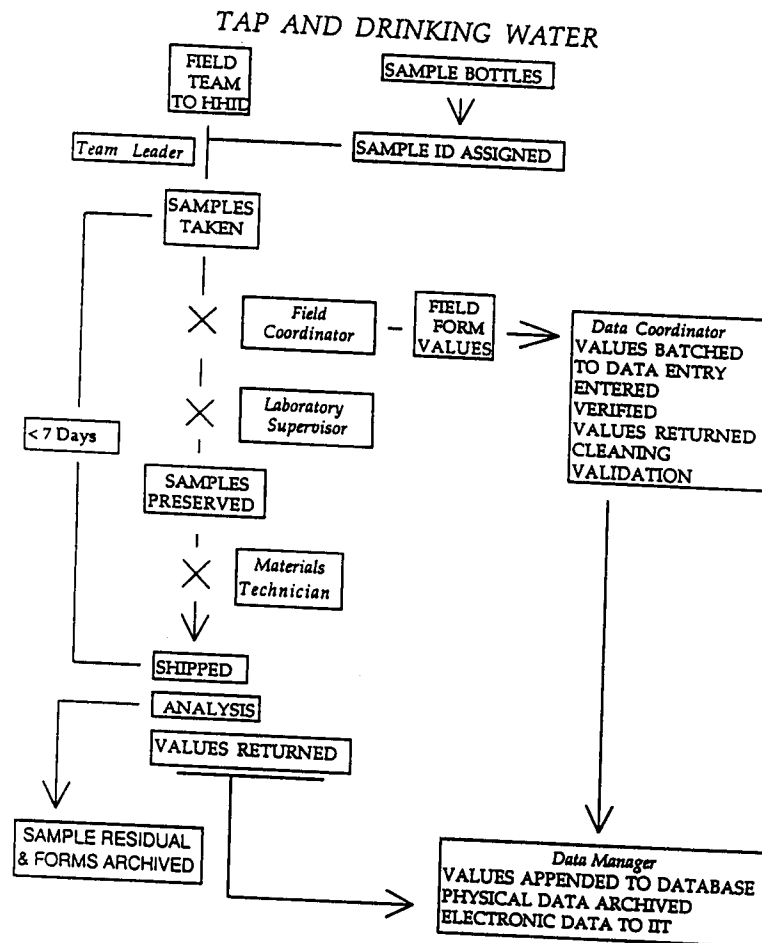 TAP AND DRINKING WATER
FIELD
TEAM
TO HHID
SAMPLE BOTTLES
Team Leader
SAMPLE ID ASSIGNED
SAMPLES
TAKEN
Field
Coordinator
FIELD
FORM
VALUES
Data Coordinator
VALUES BATCHED
TO DATA ENTRY
ENTERED
VERIFIED
VALUES RETURNED
CLEANING
VALIDATION
Laboratory
Supervisor
< 7 Days
SAMPLES
PRESERVED
Materials
Technician
SHIPPED
ANALYSIS
VALUES RETURNED
SAMPLE RESIDUAL
& FORMS ARCHIVED
Data Manager
VALUES APPENDED TO DATABASE
PHYSICAL DATA ARCHIVED
ELECTRONIC DATA TO IIT